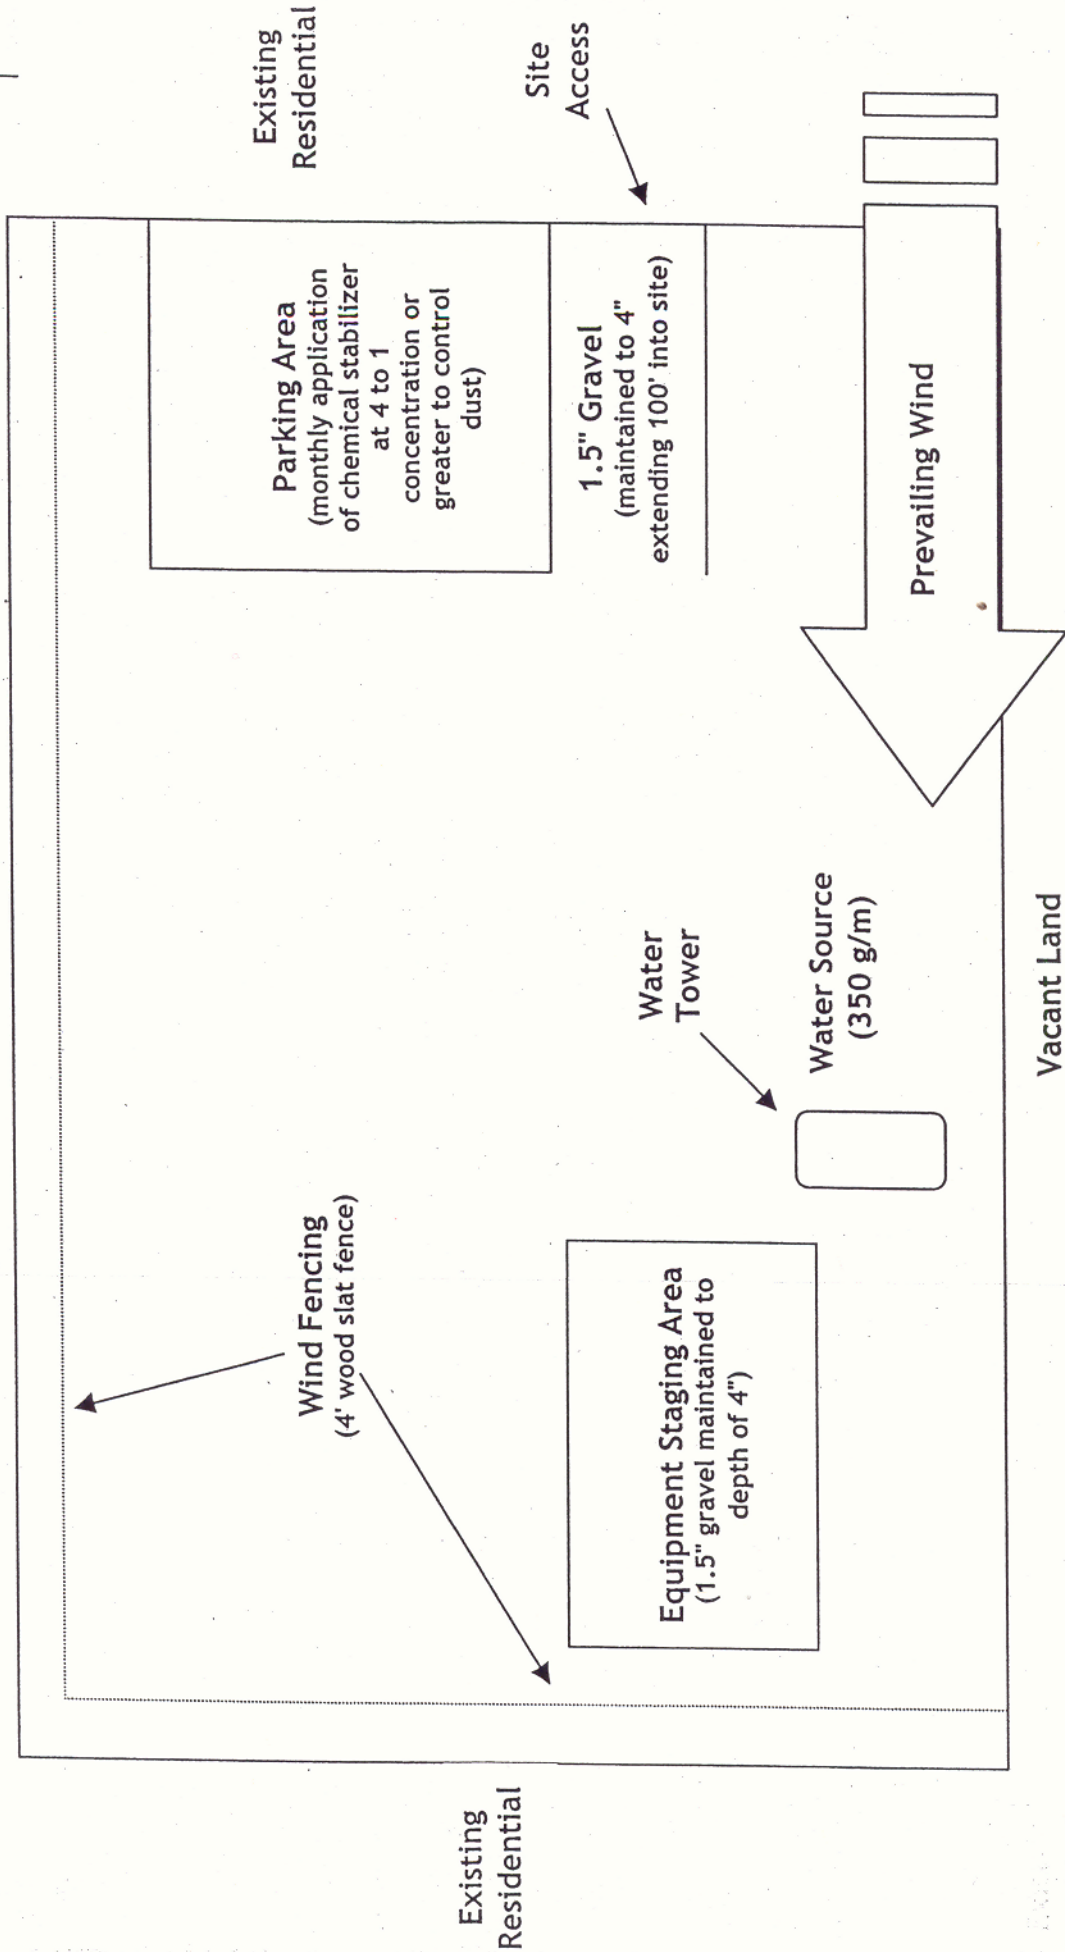 Existing
Residential
Wind Fencing
(4' wood slat fence)
Parking Area
(monthly application
of chemical stabilizer
at 4 to 1
concentration or
greater to control
dust)
Existing
Residential
Site
Access
1.5" Gravel
(maintained to 4"
extending 100' into site)
Equipment Staging Area
(1.5" gravel maintained to
depth of 4")
Water
Tower
Water Source
(350 g/m)
Prevailing Wind
Vacant Land